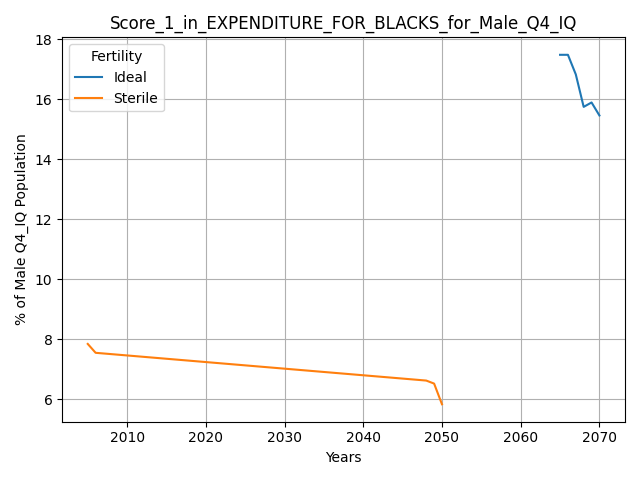 Score_1_in_EXPENDITURE_FOR_BLACKS_for_Male_Q4_IQ
18
Fertility
Ideal
Sterile
16
14
12
10
8
6
% of Male Q4_IQ Population
2010 2020 2030 2040 2050 2060 2070
Years